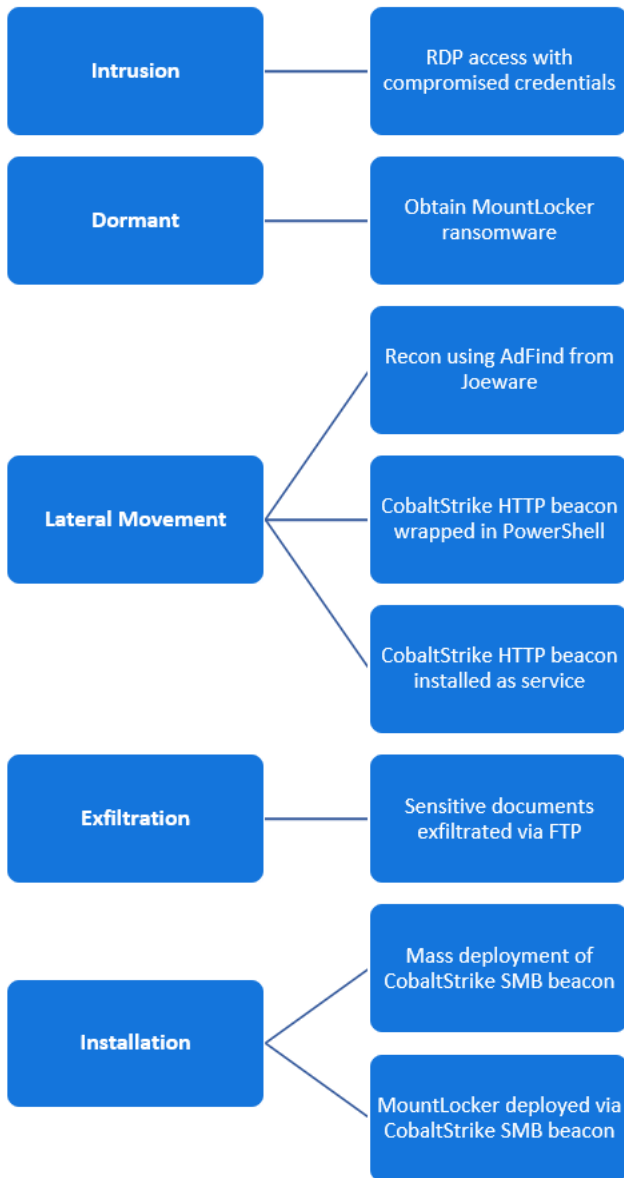 Intrusion
RDP access with
compromised credentials
Dormant
Obtain MountLocker
ransomware
Lateral Movement
Recon using AdFind from
Joeware
CobaltStrike HTTP beacon
wrapped in PowerShell
CobaltStrike HTTP beacon
installed as service
Exfiltration
Sensitive documents
exfiltrated via FTP
Installation
Mass deployment of
CobaltStrike SMB beacon
MountLocker deployed via
CobaltStrike SMB beacon